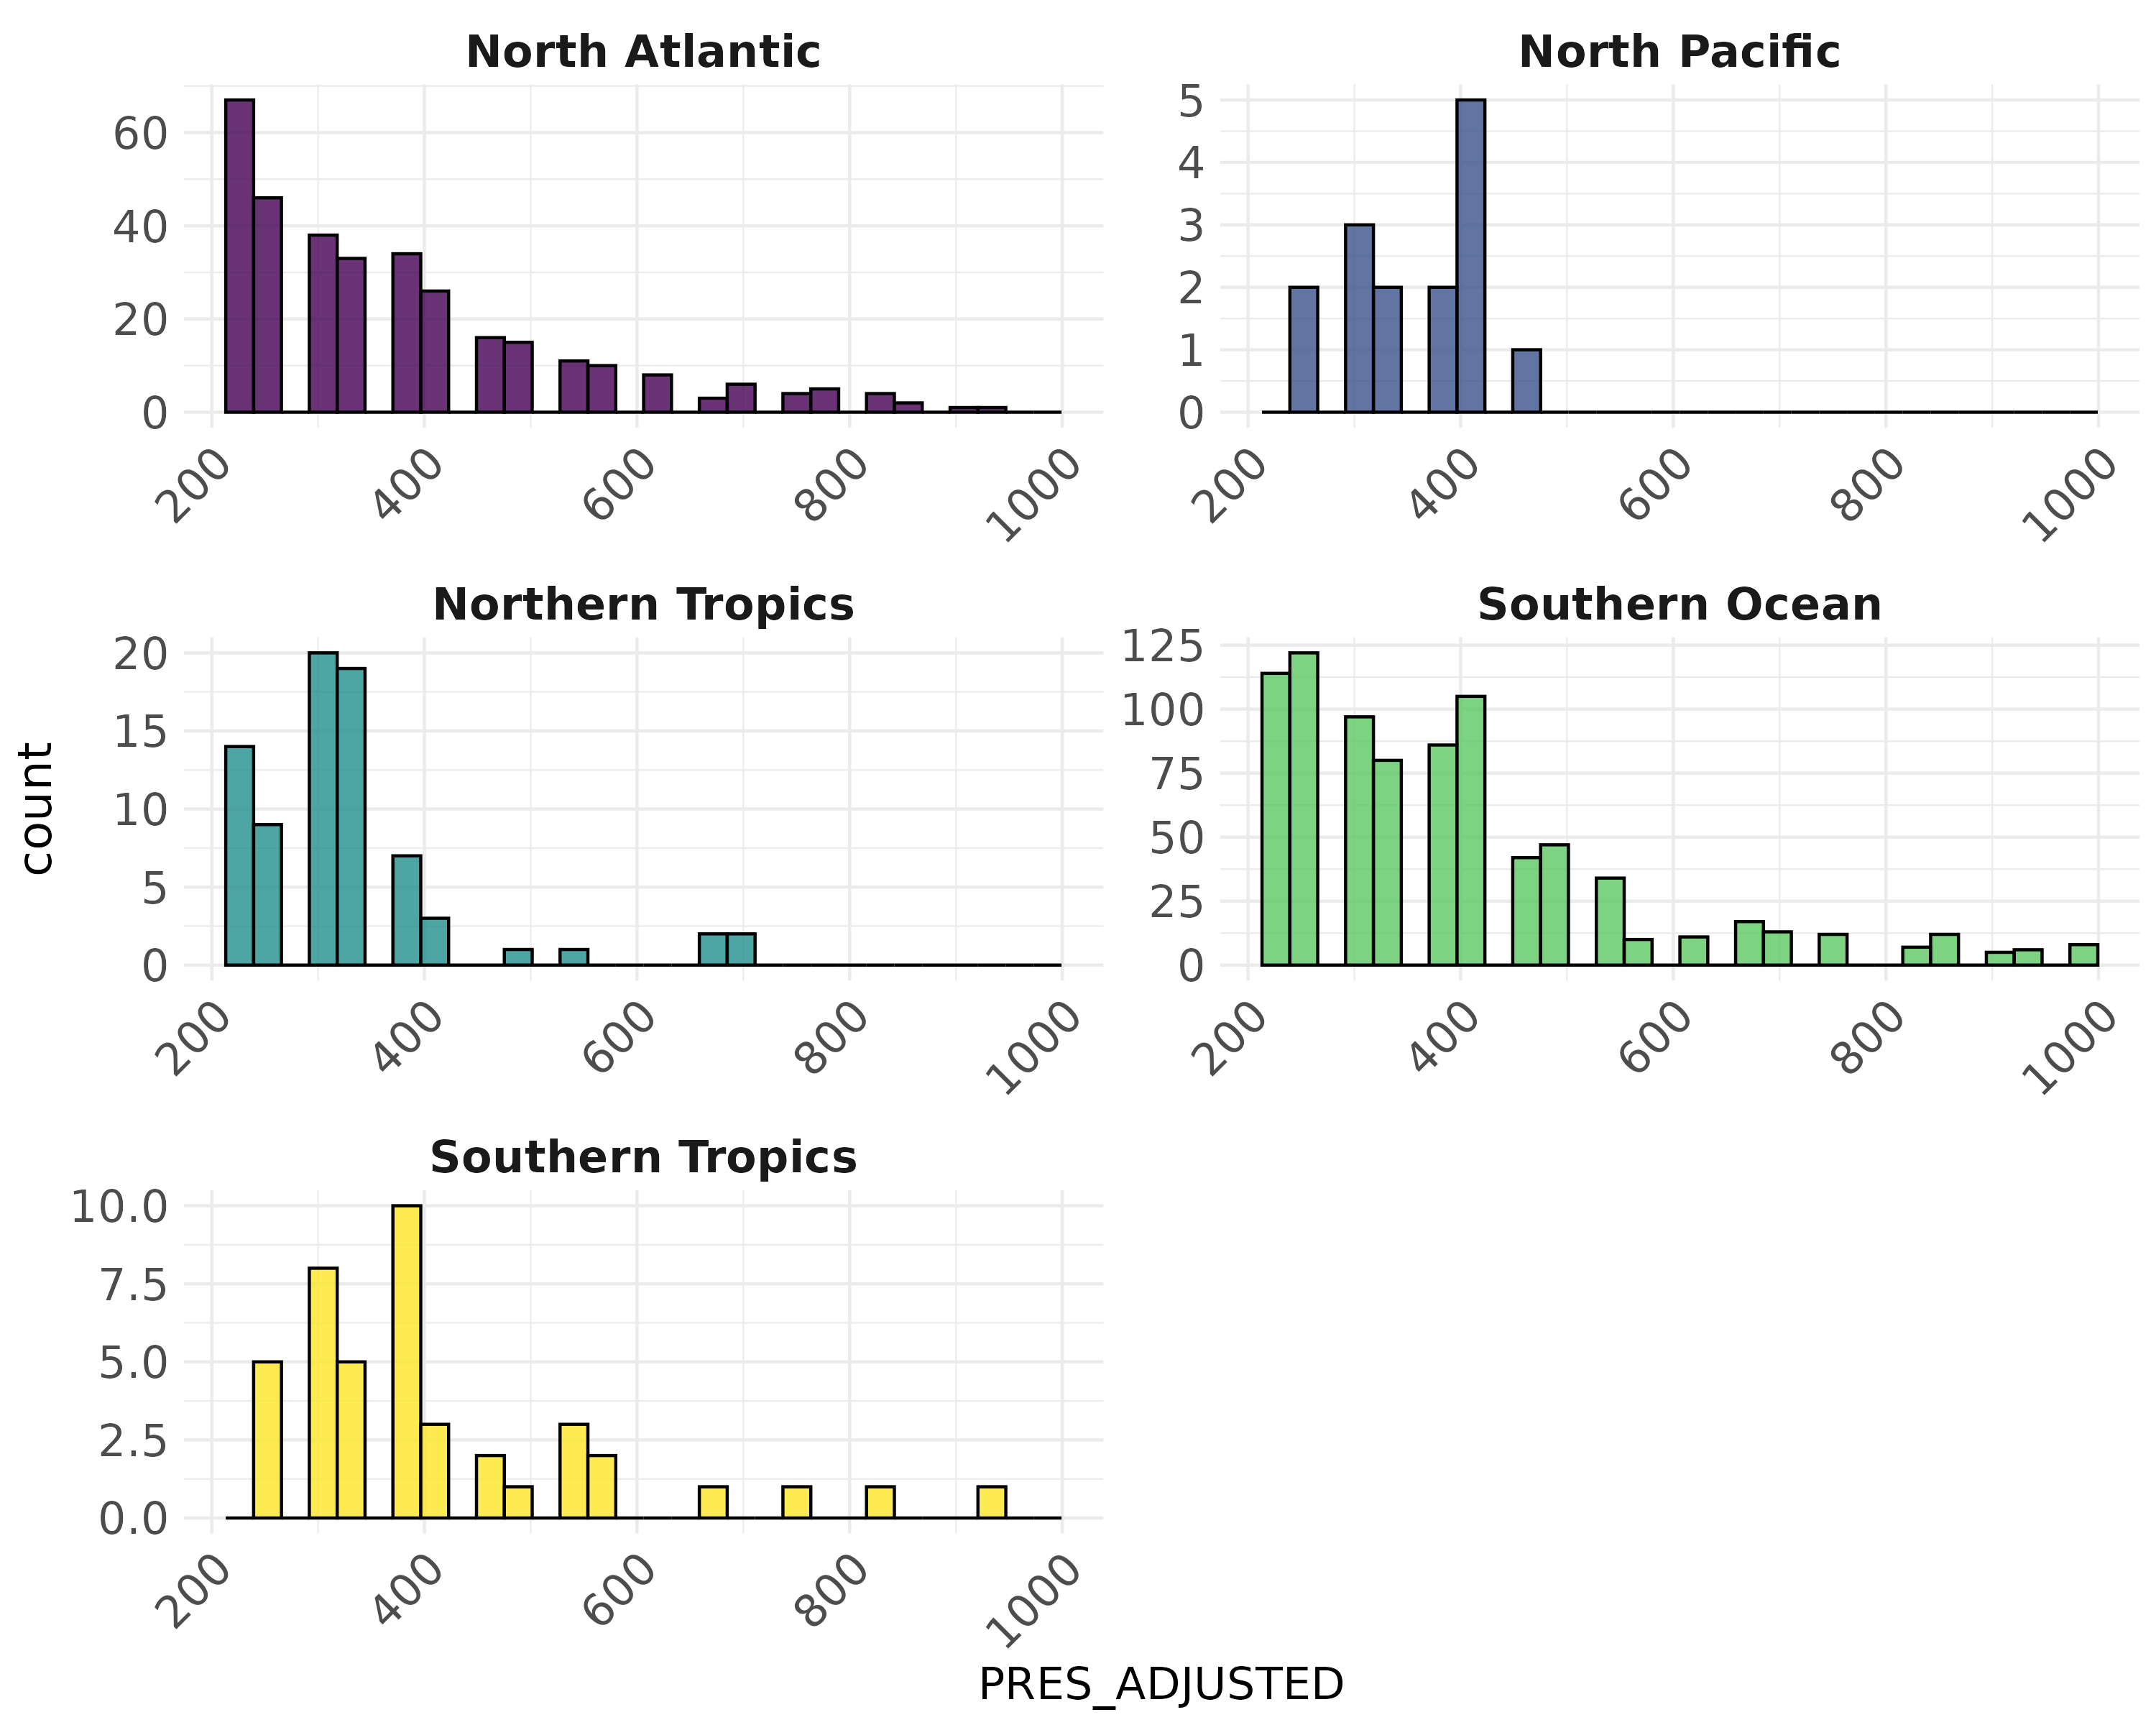 North Atlantic
North Pacific
60
40
20
0
5
4
3
2
1
0
200 400 600 800 1000
200 400 600 800 1000
Northern Tropics
Southern Ocean
20
15
10
5
0
125
100
75
50
25
0
200 400 600 800 1000
200 400 600 800 1000
count
Southern Tropics
10.0
7.5
5.0
2.5
0.0
200 400 600 800 1000
PRES_ADJUSTED